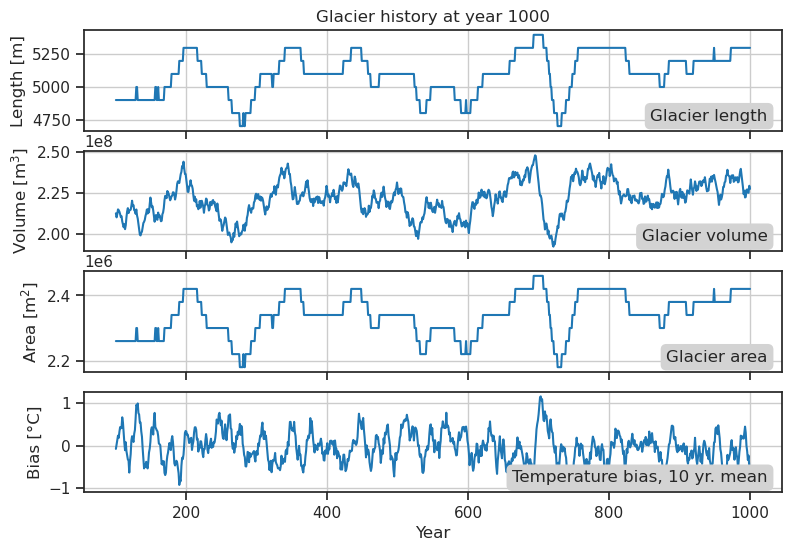 Glacier history at year 1000
Length [m]
5250
5000
4750
Glacier length
1e8
Volume [m³]
2.50
2.25
2.00
Glacier volume
1e6
Area [m²]
2.4
2.2
Glacier area
Bias [°C]
1
0
−1
Temperature bias, 10 yr. mean
200 400 600 800 1000
Year